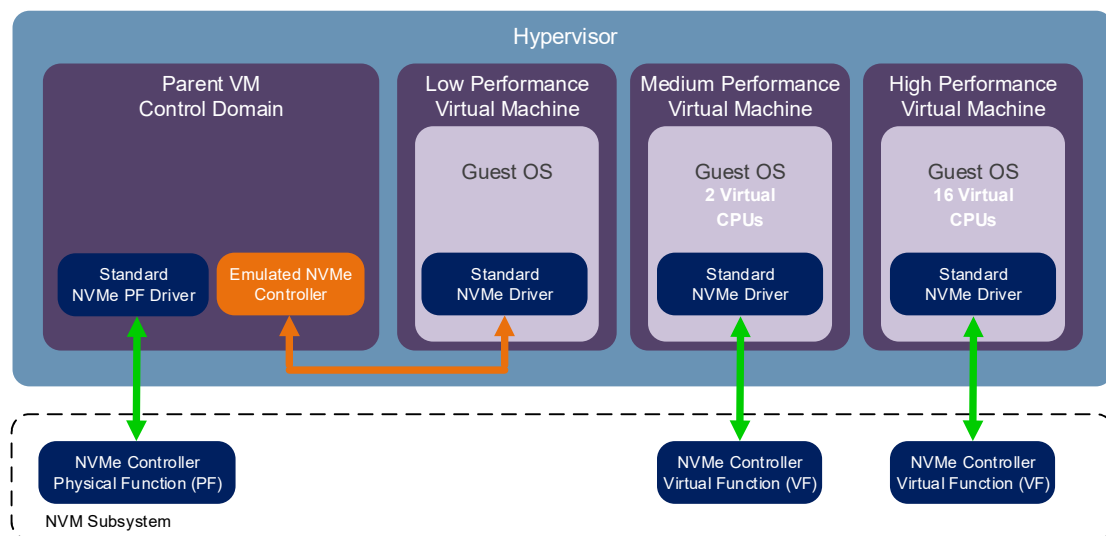 Hypervisor
Parent VM
Control Domain
Low Performance
Virtual Machine
Medium Performance
Virtual Machine
High Performance
Virtual Machine
Guest OS
Guest OS
2 Virtual
CPUs
Guest OS
16 Virtual
CPUs
Standard
NVMe PF Driver
Emulated NVMe
Controller
Standard
NVMe Driver
Standard
NVMe Driver
Standard
NVMe Driver
NVMe Controller
Physical Function (PF)
NVMe Controller
Virtual Function (VF)
NVMe Controller
Virtual Function (VF)
NVM Subsystem